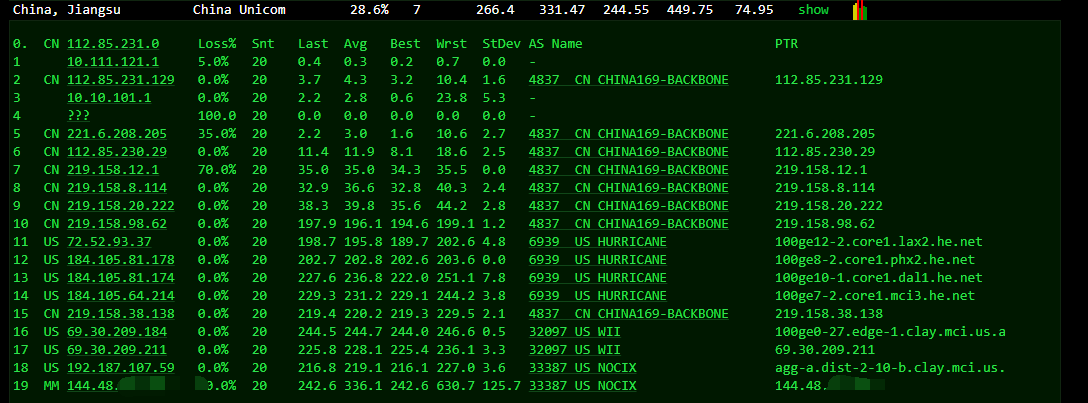 China, Jiangsu China Unicom 28.6% 7 266.4 331.47 244.55 449.75 74.95 show
0. CN 112.85.231.0 Loss% Snt Last Avg Best Wrst StDev AS Name PTR
1 10.111.121.1 5.0% 20 0.4 0.3 0.2 0.7 0.0 -
2 CN 112.85.231.129 0.0% 20 3.7 4.3 3.2 10.4 1.6 4837 CN CHINA169-BACKBONE 112.85.231.129
3 10.10.101.1 0.0% 20 2.2 2.8 0.6 23.8 5.3 -
4 ??? 100.0 20 0.0 0.0 0.0 0.0 0.0 -
5 CN 221.6.208.205 35.0% 20 2.2 3.0 1.6 10.6 2.7 4837 CN CHINA169-BACKBONE 221.6.208.205
6 CN 112.85.230.29 0.0% 20 11.4 11.9 8.1 18.6 2.5 4837 CN CHINA169-BACKBONE 112.85.230.29
7 CN 219.158.12.1 70.0% 20 35.0 35.0 34.3 35.5 0.0 4837 CN CHINA169-BACKBONE 219.158.12.1
8 CN 219.158.8.114 0.0% 20 32.9 36.6 32.8 40.3 2.4 4837 CN CHINA169-BACKBONE 219.158.8.114
9 CN 219.158.20.222 0.0% 20 38.3 39.8 35.6 44.2 2.8 4837 CN CHINA169-BACKBONE 219.158.20.222
10 CN 219.158.98.62 0.0% 20 197.9 196.1 194.6 199.1 1.2 4837 CN CHINA169-BACKBONE 219.158.98.62
11 US 72.52.93.37 0.0% 20 198.7 195.8 189.7 202.6 4.8 6939 US HURRICANE 100ge12-2.core1.lax2.he.net
12 US 184.105.81.178 0.0% 20 202.7 202.8 202.6 203.6 0.0 6939 US HURRICANE 100ge8-2.core1.phx2.he.net
13 US 184.105.81.174 0.0% 20 227.6 236.8 222.0 251.1 7.8 6939 US HURRICANE 100ge10-1.core1.dal1.he.net
14 US 184.105.64.214 0.0% 20 229.3 231.2 229.1 244.2 3.8 6939 US HURRICANE 100ge7-2.core1.mci3.he.net
15 CN 219.158.38.138 0.0% 20 219.4 220.2 219.3 229.5 2.1 4837 CN CHINA169-BACKBONE 219.158.38.138
16 US 69.30.209.184 0.0% 20 244.5 244.7 244.0 246.6 0.5 32097 US WII 100ge0-27.edge-1.clay.mci.us.a
17 US 69.30.209.211 0.0% 20 225.8 228.1 225.4 236.1 3.3 32097 US WII 69.30.209.211
18 US 192.187.107.59 0.0% 20 216.8 219.1 216.1 227.0 3.6 33387 US NOCIX agg-a.dist-2-10-b.clay.mci.us.
19 MM 144.48. 0.0% 20 242.6 336.1 242.6 630.7 125.7 33387 US NOCIX 144.48.